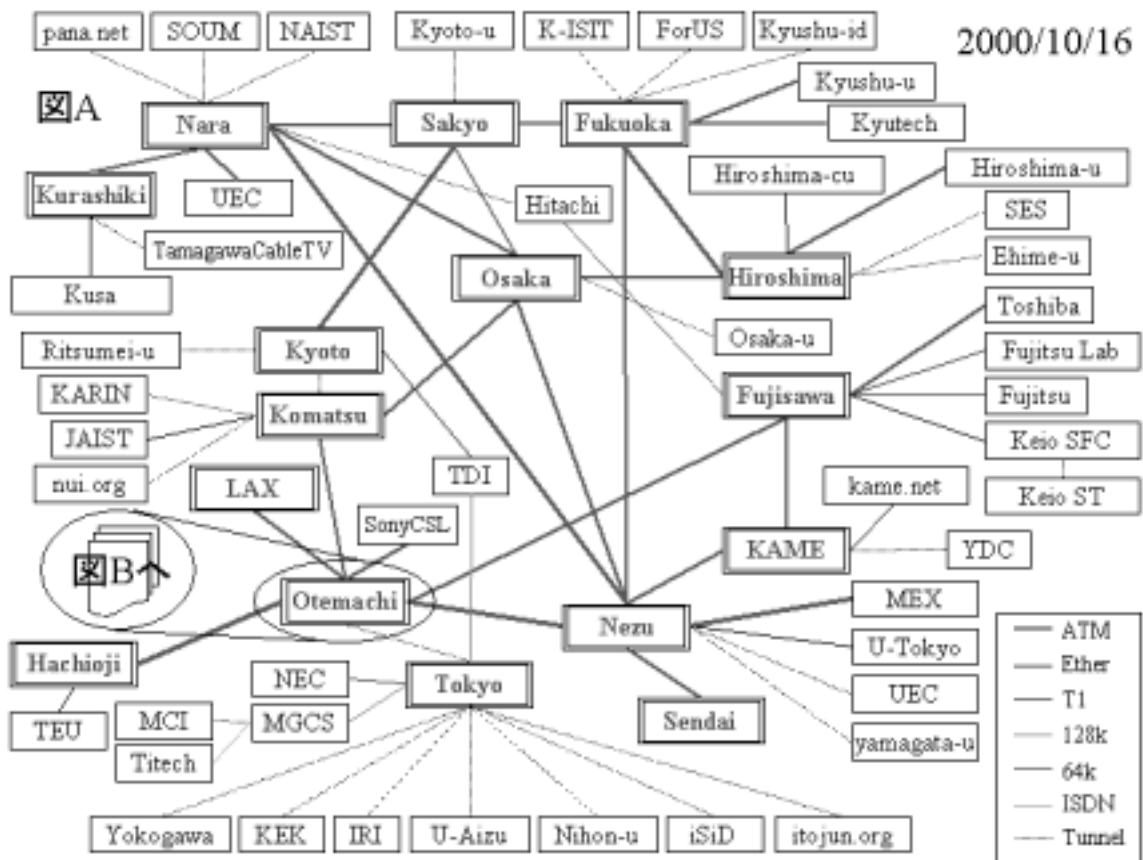 pana.net
SOUM
NAIST
Kyoto-u
K-ISIT
ForUS
Kyushu-id
2000/10/16
図A
Nara
Sakyo
Fukuoka
Kyushu-u
Kyutech
Kurashiki
UEC
Hitachi
Hiroshima-cu
Hiroshima-u
SES
TamagawaCableTV
Osaka
Hiroshima
Ehime-u
Kusa
Toshiba
Ritsumei-u
Kyoto
Osaka-u
Fujitsu Lab
KARIN
Komatsu
Fujisawa
Fujitsu
JAIST
Keio SFC
nui.org
LAX
TDI
kame.net
Keio ST
SonyCSL
図Bへ
KAME
YDC
Otemachi
Nezu
MEX
ATM
Hachioji
U-Tokyo
Ether
NEC
Tokyo
UEC
T1
TEU
MCI
MGCS
Sendai
yamagata-u
128k
Titech
64k
ISDN
Yokogawa
KEK
IRI
U-Aizu
Nihon-u
iSiD
itojun.org
Tunnel